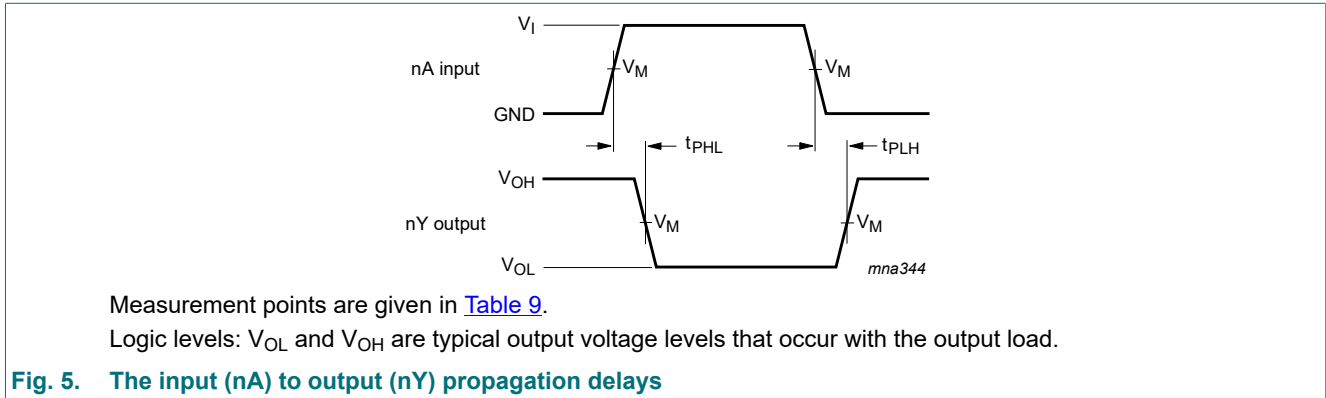 V_I
nA input
V_M
V_M
GND
t_PHL
t_PLH
V_OH
nY output
V_M
V_M
V_OL
mna344
Measurement points are given in Table 9.
Logic levels: V_OL and V_OH are typical output voltage levels that occur with the output load.
Fig. 5. The input (nA) to output (nY) propagation delays